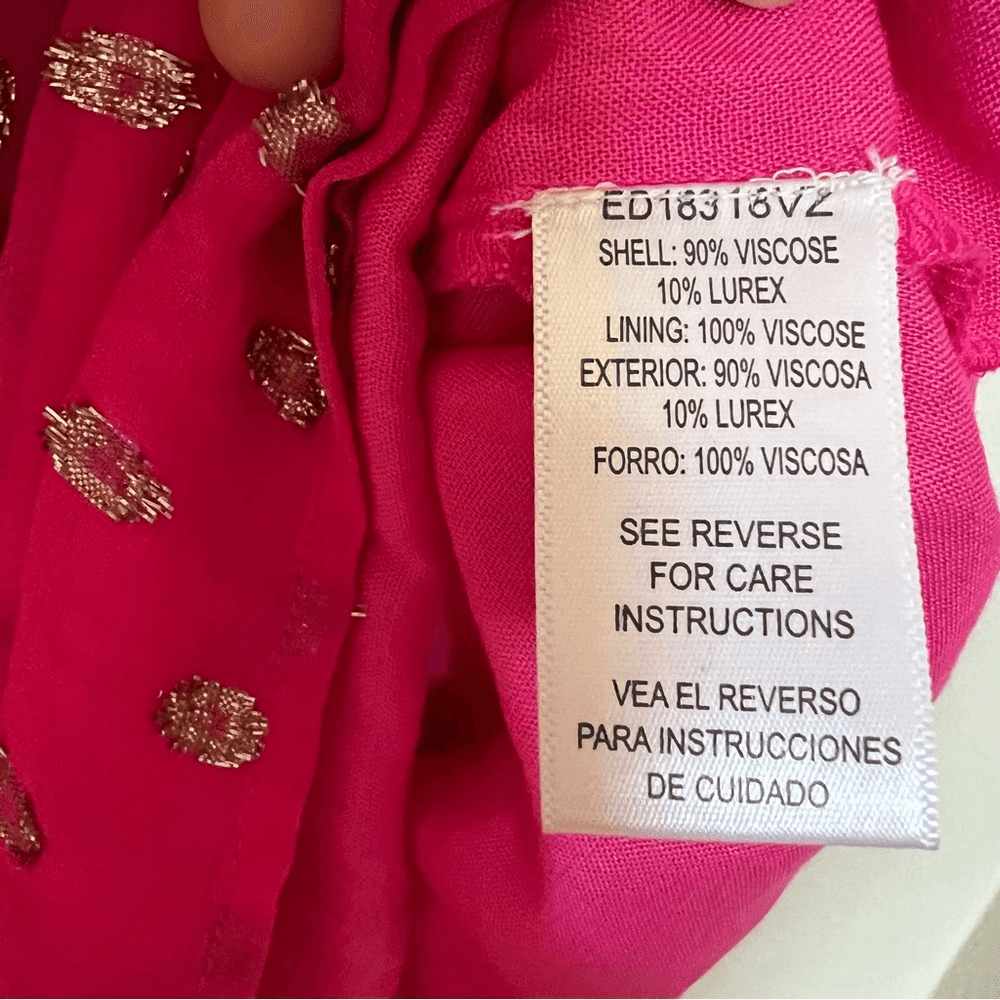 ED18318VZ
SHELL: 90% VISCOSE
10% LUREX
LINING: 100% VISCOSE
EXTERIOR: 90% VISCOSA
10% LUREX
FORRO: 100% VISCOSA
SEE REVERSE
FOR CARE
INSTRUCTIONS
VEA EL REVERSO
PARA INSTRUCCIONES
DE CUIDADO